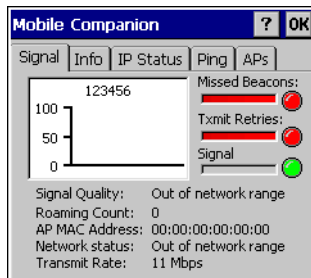 Mobile Companion ? OK
Signal Info IP Status Ping APs
123456
Missed Beacons:
100
Txmit Retries:
50
Signal
0
Signal Quality: Out of network range
Roaming Count: 0
AP MAC Address: 00:00:00:00:00:00
Network status: Out of network range
Transmit Rate: 11 Mbps